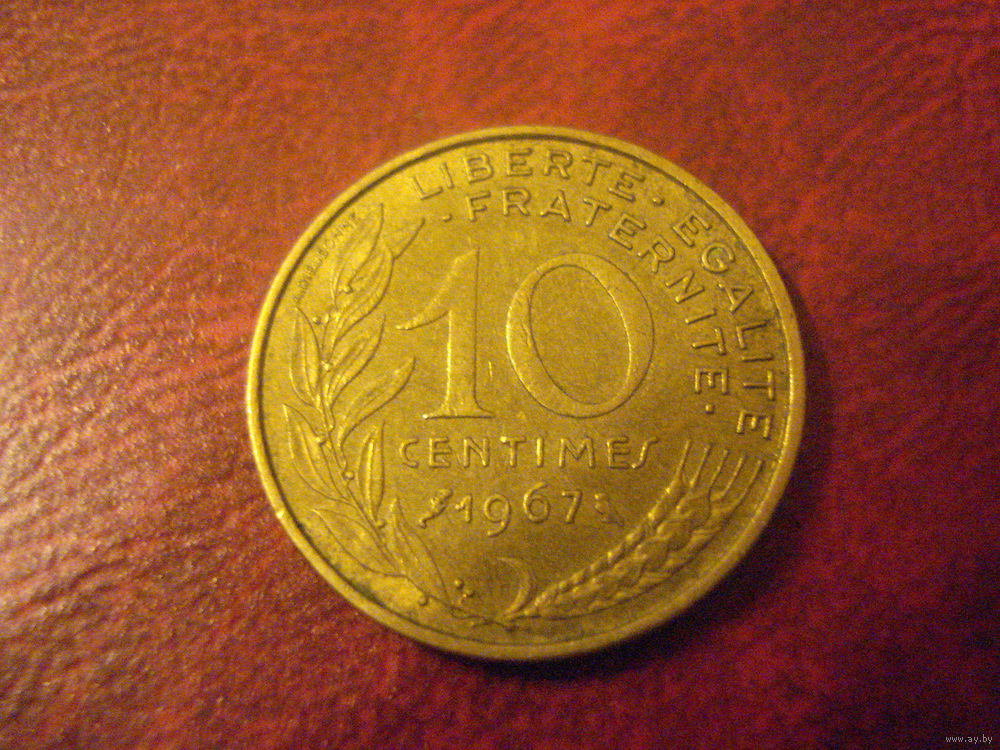 LIBERTE · EGALITE
· FRATERNITE ·
10
CENTIMES
1967
www.ay.by